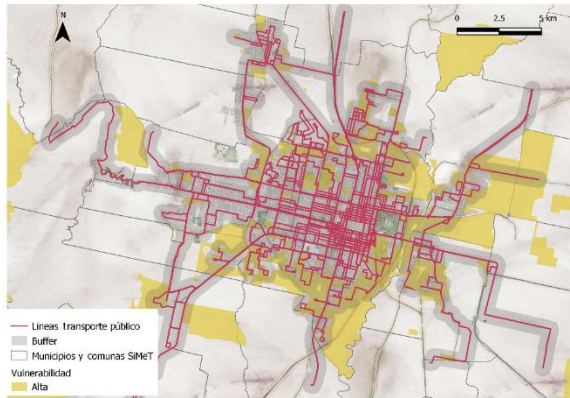 N
0 2.5 5 km
Líneas transporte público
Buffer
Municipios y comunas SiMeT
Vulnerabilidad
Alta